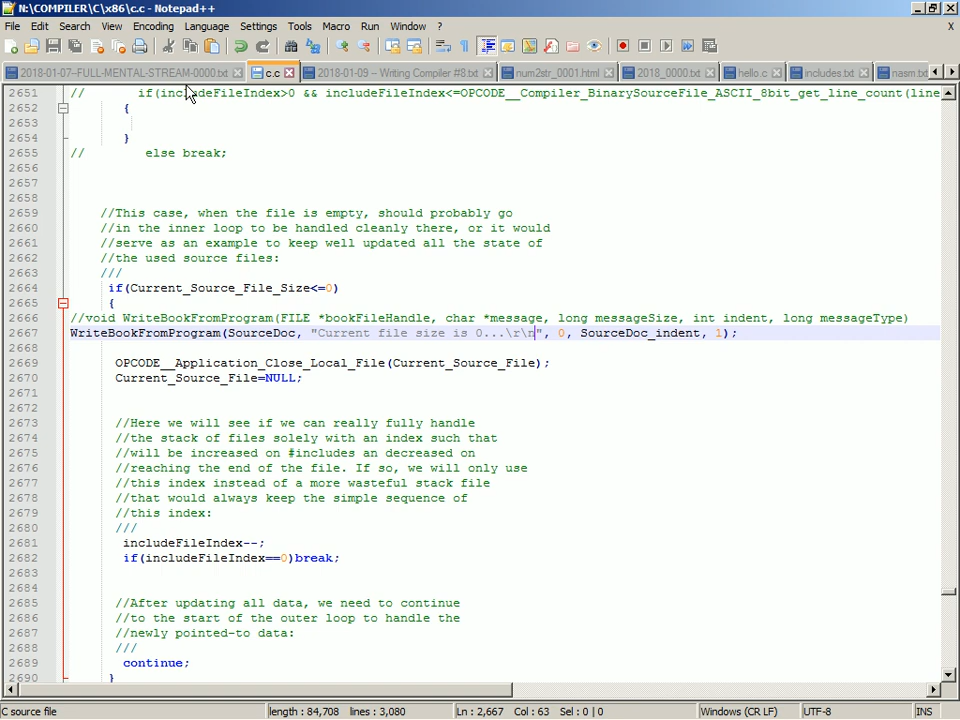 N:\COMPILER\C\x86\c.c - Notepad++
File Edit Search View Encoding Language Settings Tools Macro Run Window ? X
2018-01-07-FULL-MENTAL-STREAM-0000.txt c.c 2018-01-09 -- Writing Compiler #8.txt num2str_0001.html 2018_0000.txt hello.c includes.txt nasm.tx
2651 // if(includeFileIndex>0 && includeFileIndex<=OPCODE__Compiler_BinarySourceFile_ASCII_8bit_get_line_count(line
2652 {
2653
2654 }
2655 // else break;
2656
2657
2658
2659 //This case, when the file is empty, should probably go
2660 //in the inner loop to be handled cleanly there, or it would
2661 //serve as an example to keep well updated all the state of
2662 //the used source files:
2663 ///
2664 if(Current_Source_File_Size<=0)
2665 {
2666 //void WriteBookFromProgram(FILE *bookFileHandle, char *message, long messageSize, int indent, long messageType)
2667 WriteBookFromProgram(SourceDoc, "Current file size is 0...\r\n", 0, SourceDoc_indent, 1);
2668
2669 OPCODE__Application_Close_Local_File(Current_Source_File);
2670 Current_Source_File=NULL;
2671
2672
2673 //Here we will see if we can really fully handle
2674 //the stack of files solely with an index such that
2675 //will be increased on #includes an decreased on
2676 //reaching the end of the file. If so, we will only use
2677 //this index instead of a more wasteful stack file
2678 //that would always keep the simple sequence of
2679 //this index:
2680 ///
2681 includeFileIndex--;
2682 if(includeFileIndex==0)break;
2683
2684
2685 //After updating all data, we need to continue
2686 //to the start of the outer loop to handle the
2687 //newly pointed-to data:
2688 ///
2689 continue;
2690 }
C source file length : 84,708 lines : 3,080 Ln : 2,667 Col : 63 Sel : 0 | 0 Windows (CR LF) UTF-8 INS